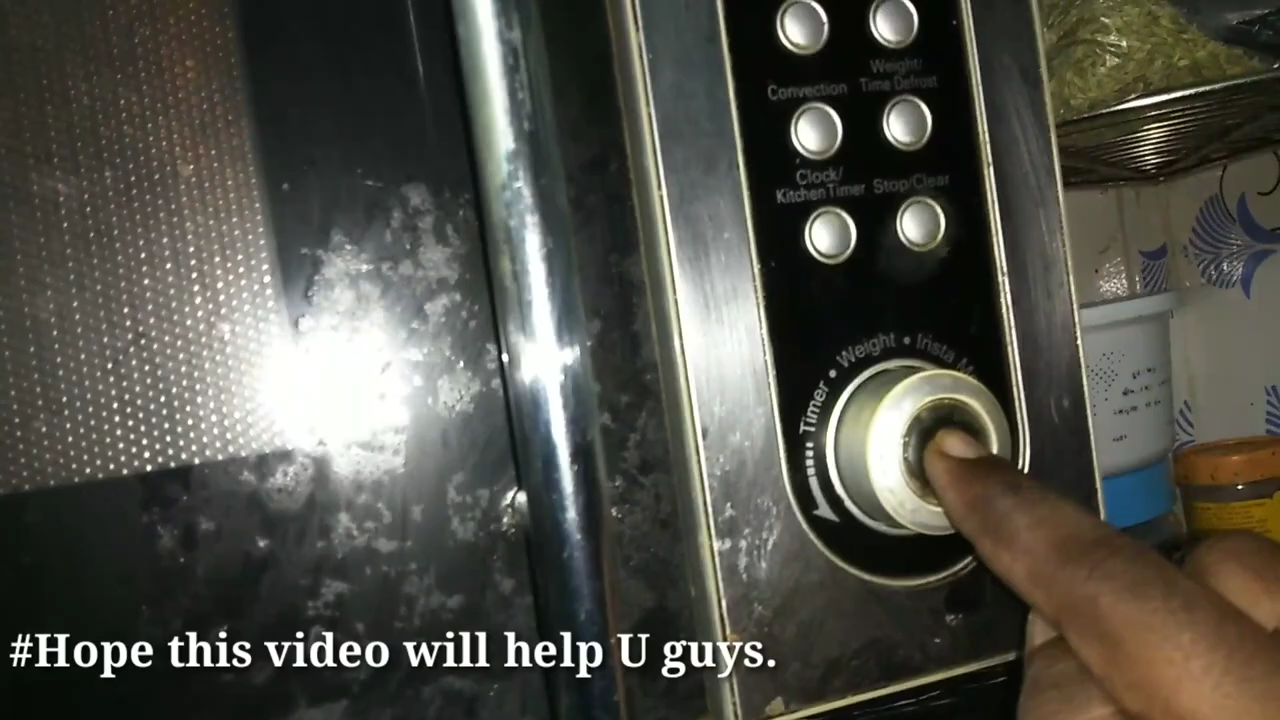 Weight/
Time Defrost
Convection
Clock/
Kitchen Timer
Stop/Clear
Timer • Weight • Insta
#Hope this video will help U guys.